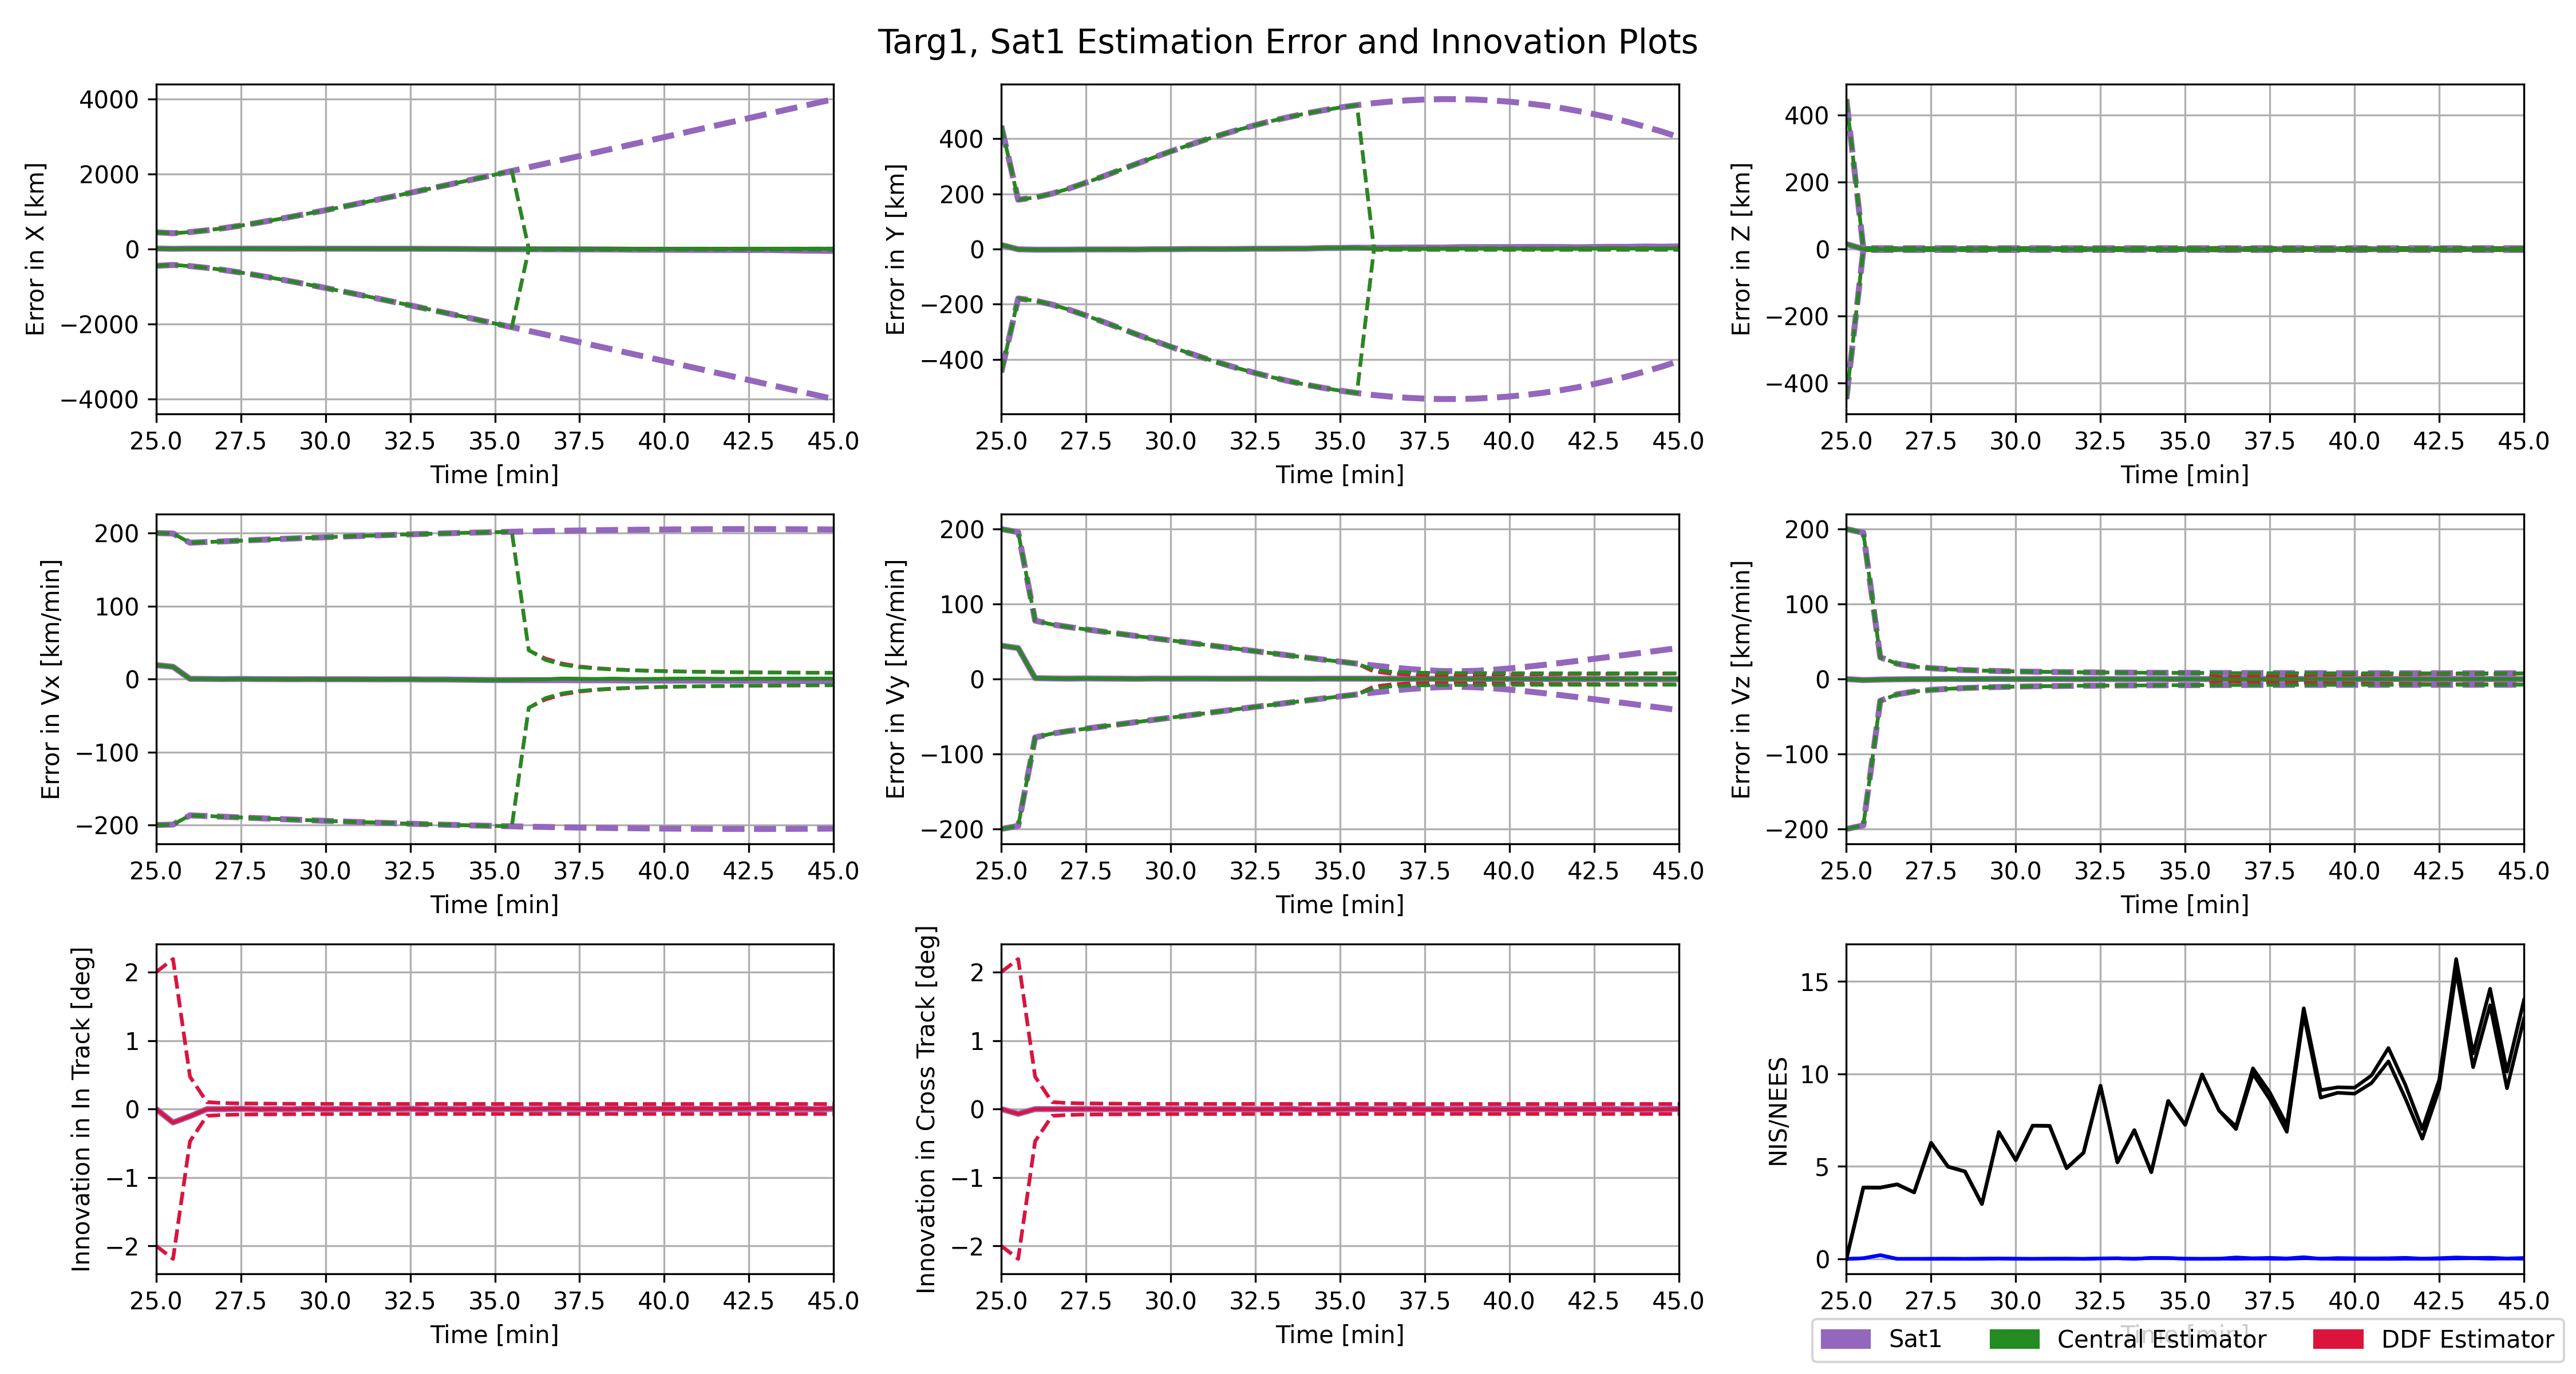 Targ1, Sat1 Estimation Error and Innovation Plots
Error in X [km]
4000
2000
0
−2000
−4000
25.0 27.5 30.0 32.5 35.0 37.5 40.0 42.5 45.0
Time [min]
Error in Y [km]
400
200
0
−200
−400
25.0 27.5 30.0 32.5 35.0 37.5 40.0 42.5 45.0
Time [min]
Error in Z [km]
400
200
0
−200
−400
25.0 27.5 30.0 32.5 35.0 37.5 40.0 42.5 45.0
Time [min]
Error in Vx [km/min]
200
100
0
−100
−200
25.0 27.5 30.0 32.5 35.0 37.5 40.0 42.5 45.0
Time [min]
Error in Vy [km/min]
200
100
0
−100
−200
25.0 27.5 30.0 32.5 35.0 37.5 40.0 42.5 45.0
Time [min]
Error in Vz [km/min]
200
100
0
−100
−200
25.0 27.5 30.0 32.5 35.0 37.5 40.0 42.5 45.0
Time [min]
Innovation in In Track [deg]
2
1
0
−1
−2
25.0 27.5 30.0 32.5 35.0 37.5 40.0 42.5 45.0
Time [min]
Innovation in Cross Track [deg]
2
1
0
−1
−2
25.0 27.5 30.0 32.5 35.0 37.5 40.0 42.5 45.0
Time [min]
NIS/NEES
15
10
5
0
25.0 27.5 30.0 32.5 35.0 37.5 40.0 42.5 45.0
Time [min]
Sat1 Central Estimator DDF Estimator